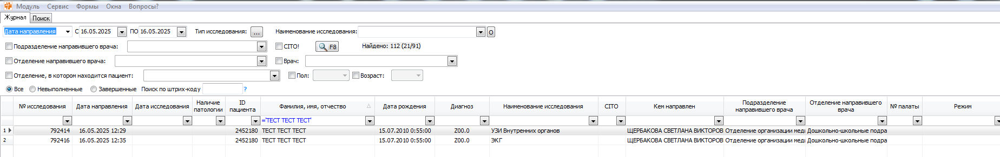 Модуль Сервис Формы Окна Вопросы?
Журнал Поиск
Дата направления С 16.05.2025 ПО 16.05.2025 Тип исследования: ... Наименование исследования: О
Подразделение направившего врача: CITO! F8 Найдено: 112 (21/91)
Отделение направившего врача: Врач:
Отделение, в котором находится пациент: Пол: Возраст:
Все Невыполненные Завершенные Поиск по штрих-коду ?
№ исследования Дата направления Дата исследования Наличие патологии ID пациента Фамилия, имя, отчество Дата рождения Диагноз Наименование исследования CITO Кем направлен Подразделение направившего врача Отделение направившего врача № палаты Режим
='ТЕСТ ТЕСТ ТЕСТ'
1 792414 16.05.2025 12:29 2452180 ТЕСТ ТЕСТ ТЕСТ 15.07.2010 0:55:00 Z00.0 УЗИ Внутренних органов ЩЕРБАКОВА СВЕТЛАНА ВИКТОРОВ Отделение организации меди Дошкольно-школьные подра
2 792416 16.05.2025 12:35 2452180 ТЕСТ ТЕСТ ТЕСТ 15.07.2010 0:55:00 Z00.0 ЭКГ ЩЕРБАКОВА СВЕТЛАНА ВИКТОРОВ Отделение организации меди Дошкольно-школьные подра